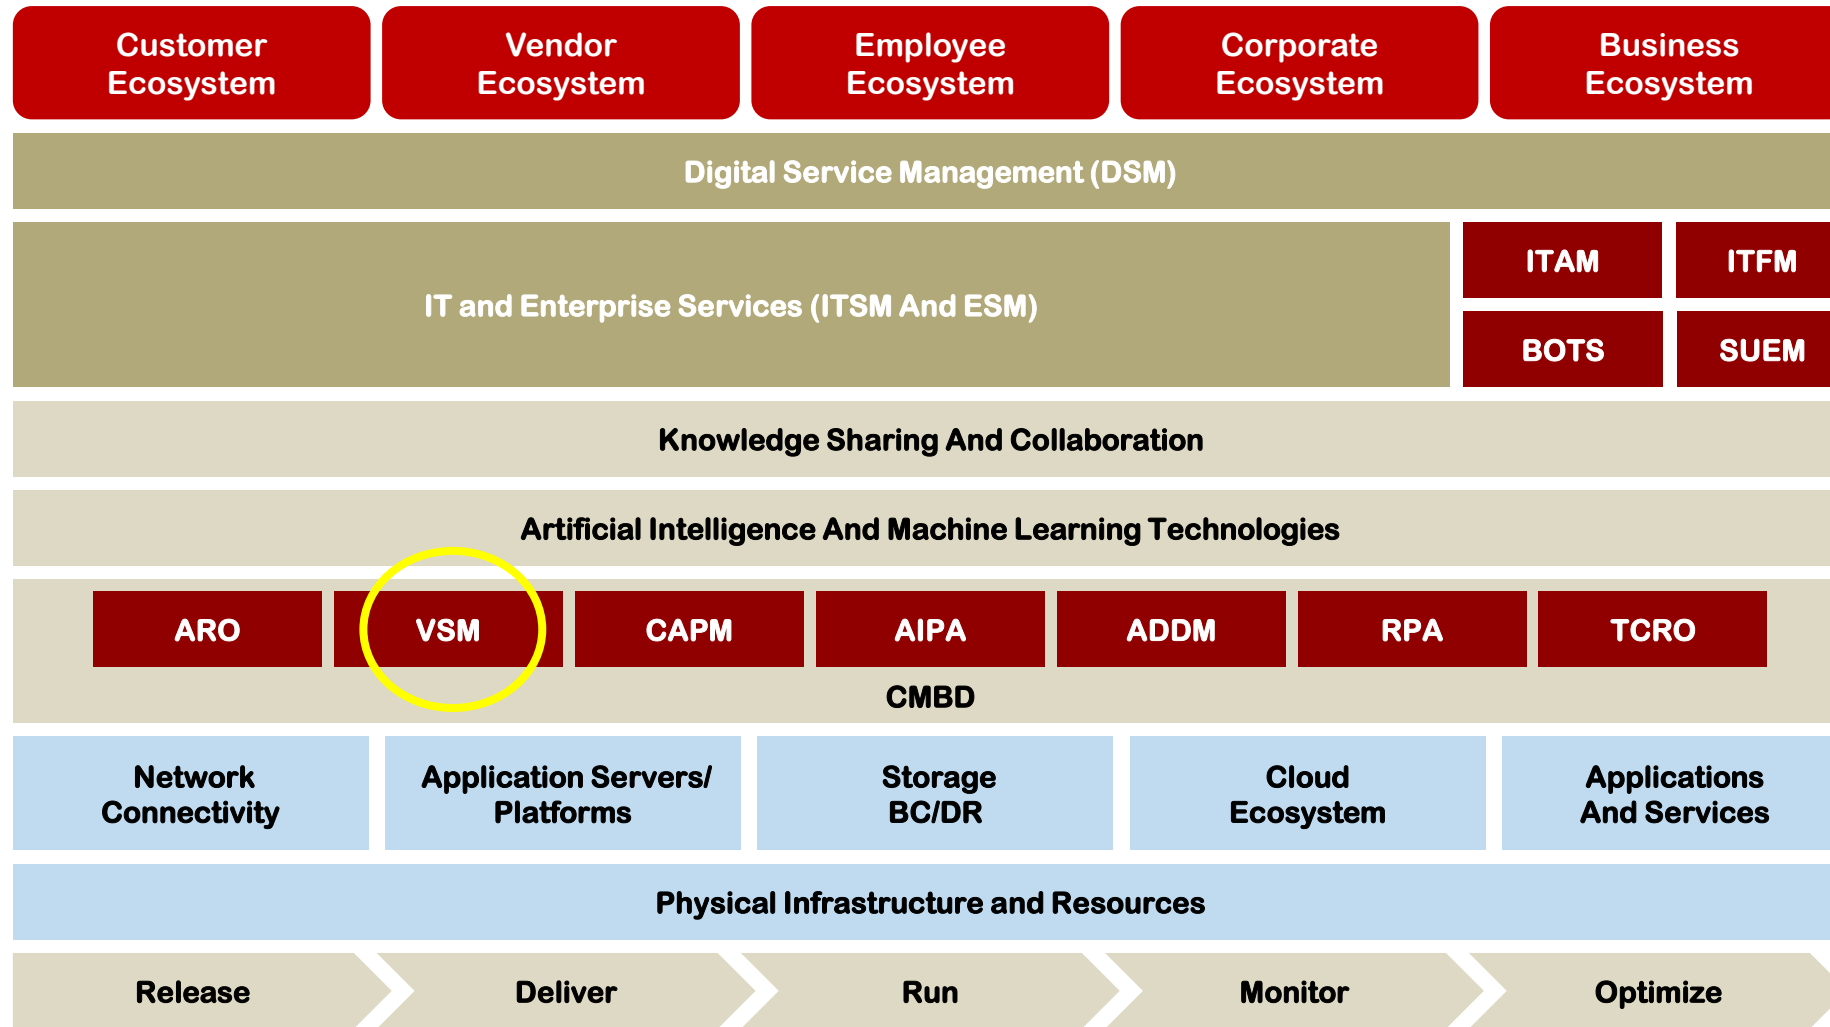 Customer
Ecosystem
Vendor
Ecosystem
Employee
Ecosystem
Corporate
Ecosystem
Business
Ecosystem
Digital Service Management (DSM)
IT and Enterprise Services (ITSM And ESM)
ITAM
ITFM
BOTS
SUEM
Knowledge Sharing And Collaboration
Artificial Intelligence And Machine Learning Technologies
ARO
VSM
CAPM
AIPA
ADDM
RPA
TCRO
CMBD
Network
Connectivity
Application Servers/
Platforms
Storage
BC/DR
Cloud
Ecosystem
Applications
And Services
Physical Infrastructure and Resources
Release
Deliver
Run
Monitor
Optimize